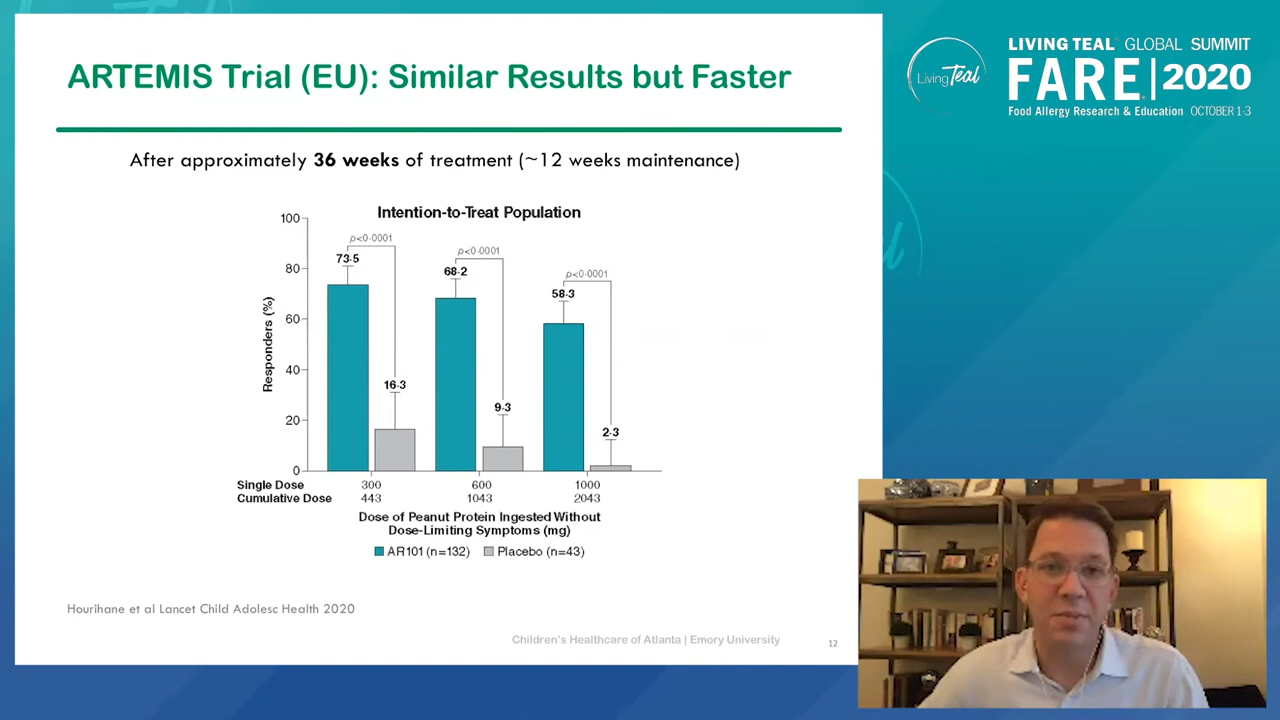 ARTEMIS Trial (EU): Similar Results but Faster
After approximately 36 weeks of treatment (~12 weeks maintenance)
Intention-to-Treat Population
Responders (%)
100
80
60
40
20
0
p<0·0001
73·5
16·3
p<0·0001
68·2
9·3
p<0·0001
58·3
2·3
Single Dose 300 600 1000
Cumulative Dose 443 1043 2043
Dose of Peanut Protein Ingested Without
Dose-Limiting Symptoms (mg)
AR101 (n=132) Placebo (n=43)
Hourihane et al Lancet Child Adolesc Health 2020
Children's Healthcare of Atlanta | Emory University
12
Living Teal
LIVING TEAL GLOBAL SUMMIT
FARE | 2020
Food Allergy Research & Education OCTOBER 1-3